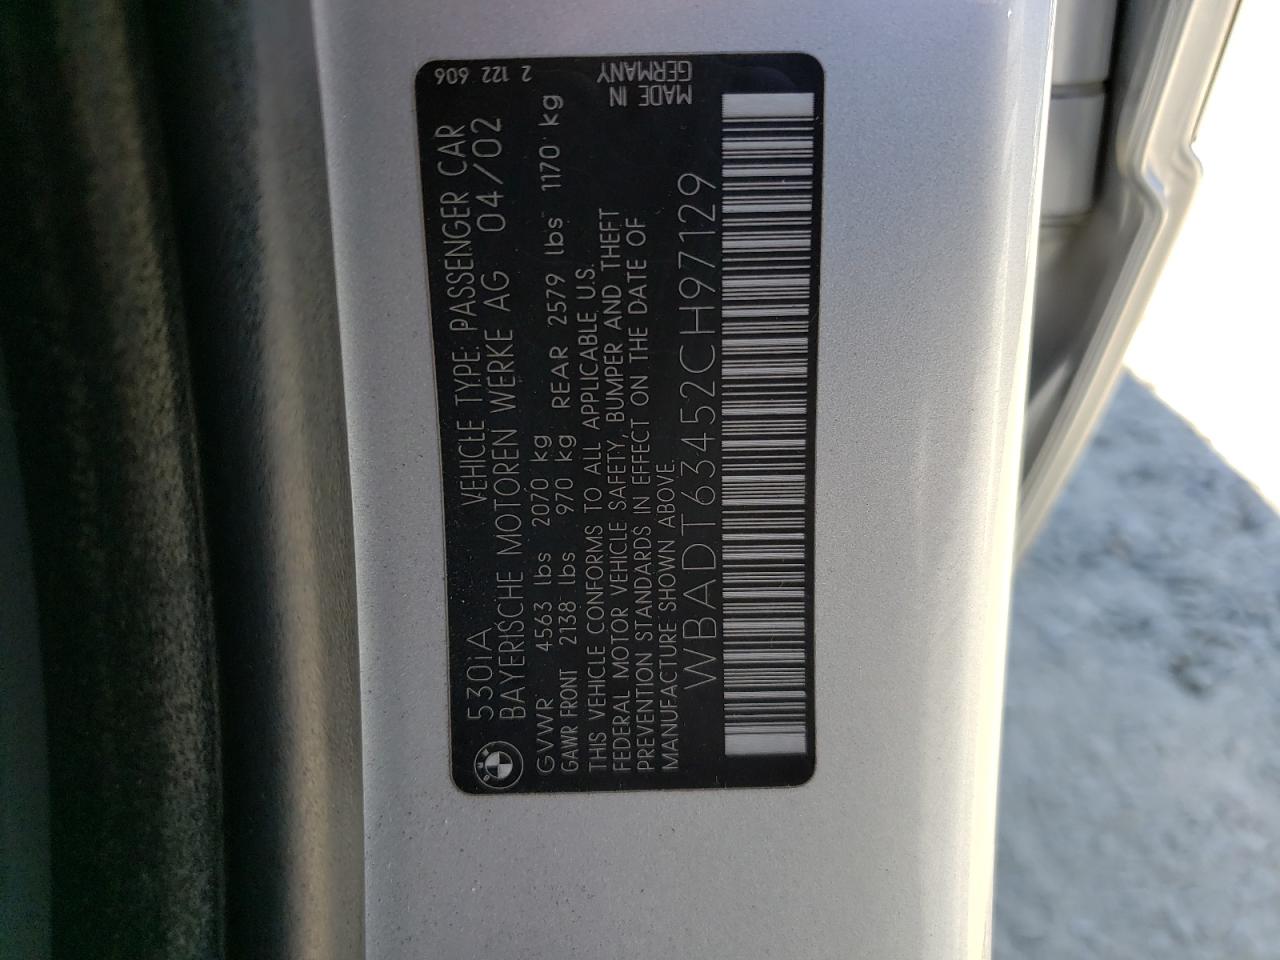 530iA VEHICLE TYPE: PASSENGER CAR 2 122 606
BAYERISCHE MOTOREN WERKE AG 04/02
GVWR 4563 lbs 2070 kg
GAWR FRONT 2138 lbs 970 kg REAR 2579 lbs 1170 kg
THIS VEHICLE CONFORMS TO ALL APPLICABLE U.S.
FEDERAL MOTOR VEHICLE SAFETY, BUMPER AND THEFT
PREVENTION STANDARDS IN EFFECT ON THE DATE OF
MANUFACTURE SHOWN ABOVE.
MADE IN
GERMANY
WBADT63452CH97129